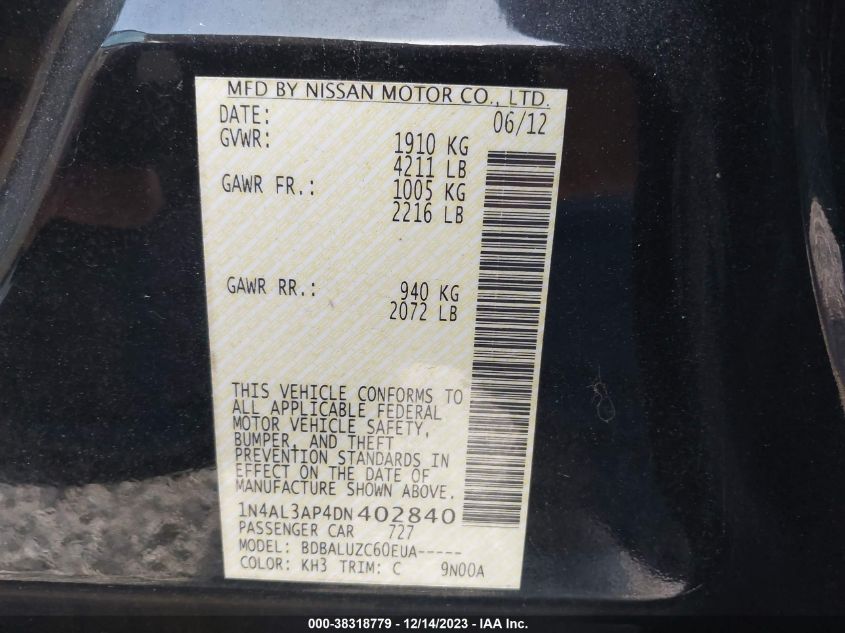 MFD BY NISSAN MOTOR CO., LTD.
DATE: 06/12
GVWR: 1910 KG
4211 LB
GAWR FR.: 1005 KG
2216 LB
GAWR RR.: 940 KG
2072 LB
THIS VEHICLE CONFORMS TO
ALL APPLICABLE FEDERAL
MOTOR VEHICLE SAFETY,
BUMPER, AND THEFT
PREVENTION STANDARDS IN
EFFECT ON THE DATE OF
MANUFACTURE SHOWN ABOVE.
1N4AL3AP4DN402840
PASSENGER CAR 727
MODEL: BDBALUZC60EUA-----
COLOR: KH3 TRIM: C 9N00A
000-38318779 - 12/14/2023 - IAA Inc.